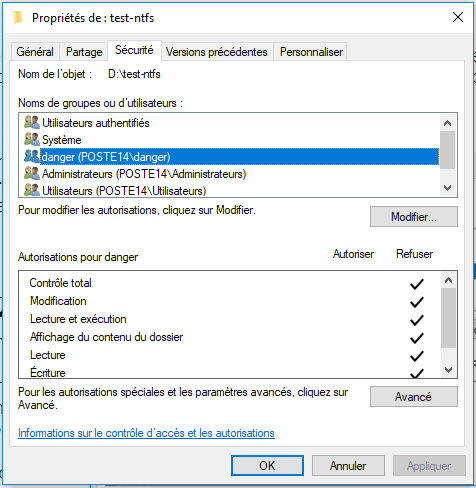 Propriétés de : test-ntfs
Général Partage Sécurité Versions précédentes Personnaliser
Nom de l'objet : D:\test-ntfs
Noms de groupes ou d'utilisateurs :
Utilisateurs authentifiés
Système
danger (POSTE14\danger)
Administrateurs (POSTE14\Administrateurs)
Utilisateurs (POSTE14\Utilisateurs)
Pour modifier les autorisations, cliquez sur Modifier.
Modifier...
Autorisations pour danger Autoriser Refuser
Contrôle total
Modification
Lecture et exécution
Affichage du contenu du dossier
Lecture
Écriture
Pour les autorisations spéciales et les paramètres avancés, cliquez sur
Avancé.
Avancé
Informations sur le contrôle d'accès et les autorisations
OK Annuler Appliquer